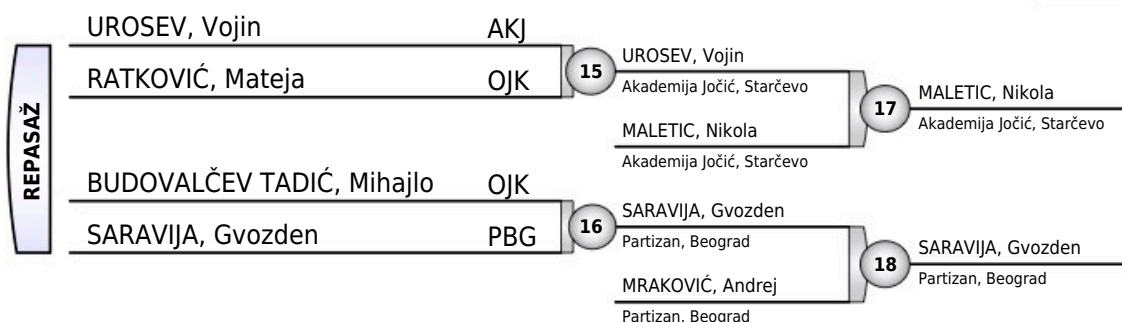 REPASAŽ
UROSEV, Vojin AKJ
RATKOVIĆ, Mateja OJK
BUDOVALČEV TADIĆ, Mihajlo OJK
SARAVIJA, Gvozden PBG
15
UROSEV, Vojin
Akademija Jočić, Starčevo
MALETIC, Nikola
Akademija Jočić, Starčevo
16
SARAVIJA, Gvozden
Partizan, Beograd
MRAKOVIĆ, Andrej
Partizan, Beograd
17
MALETIC, Nikola
Akademija Jočić, Starčevo
18
SARAVIJA, Gvozden
Partizan, Beograd